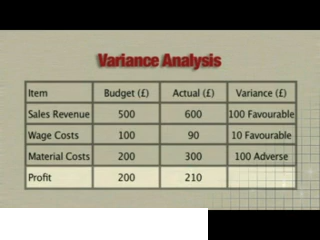 Variance Analysis
Item Budget (£) Actual (£) Variance (£)
Sales Revenue 500 600 100 Favourable
Wage Costs 100 90 10 Favourable
Material Costs 200 300 100 Adverse
Profit 200 210